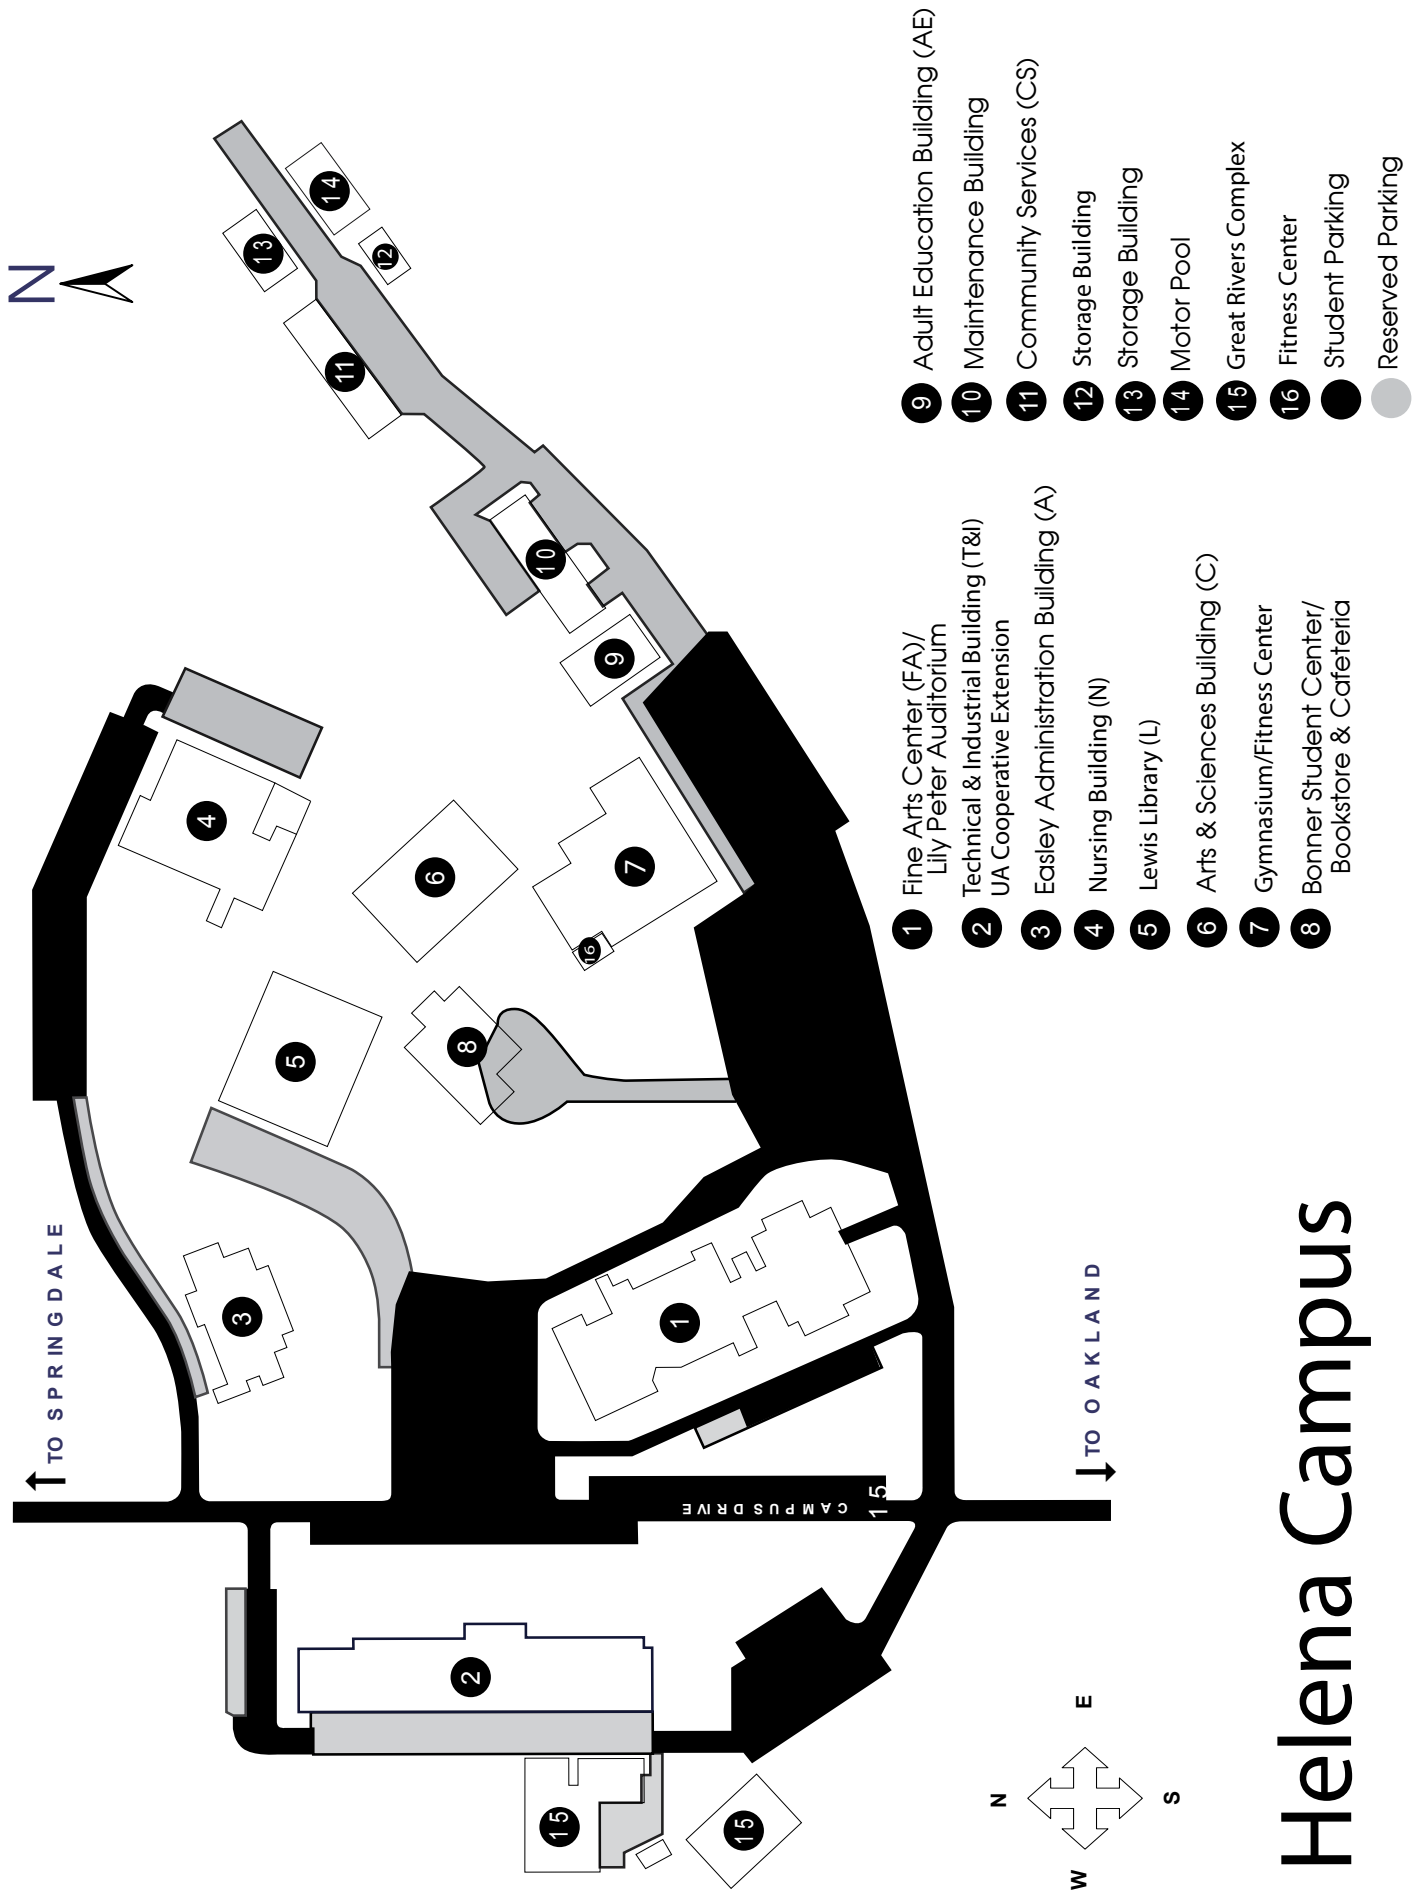 N
TO SPRINGDALE
13
14
12
11
10
9
4
6
7
16
5
8
3
1
CAMPUS DRIVE
15
2
15
15
TO OAKLAND
N
E
S
W
Helena Campus
1 Fine Arts Center (FA)/
Lily Peter Auditorium
2 Technical & Industrial Building (T&I)
UA Cooperative Extension
3 Easley Administration Building (A)
4 Nursing Building (N)
5 Lewis Library (L)
6 Arts & Sciences Building (C)
7 Gymnasium/Fitness Center
8 Bonner Student Center/
Bookstore & Cafeteria
9 Adult Education Building (AE)
10 Maintenance Building
11 Community Services (CS)
12 Storage Building
13 Storage Building
14 Motor Pool
15 Great Rivers Complex
16 Fitness Center
Student Parking
Reserved Parking